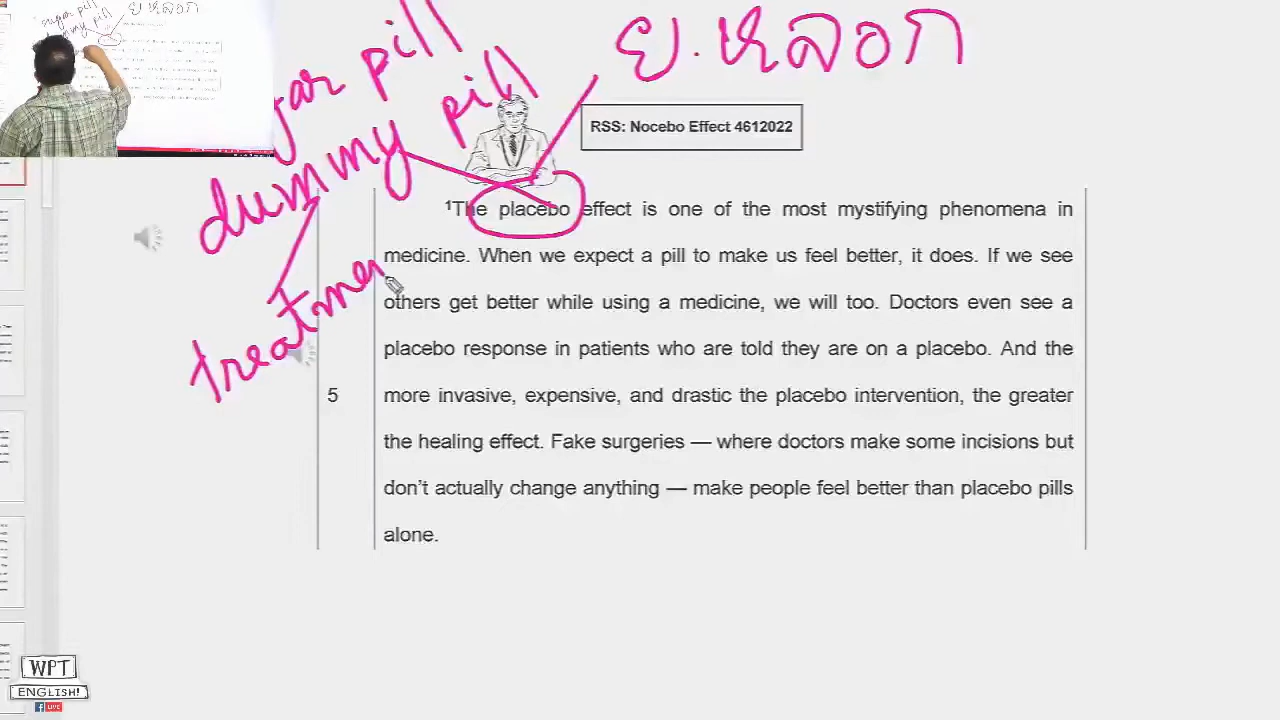 sugar pill
dummy pill
ย.หลอก
treatmen
RSS: Nocebo Effect 4612022
¹The placebo effect is one of the most mystifying phenomena in
medicine. When we expect a pill to make us feel better, it does. If we see
others get better while using a medicine, we will too. Doctors even see a
placebo response in patients who are told they are on a placebo. And the
5 more invasive, expensive, and drastic the placebo intervention, the greater
the healing effect. Fake surgeries — where doctors make some incisions but
don't actually change anything — make people feel better than placebo pills
alone.
WPT
ENGLISH!
f LIVE